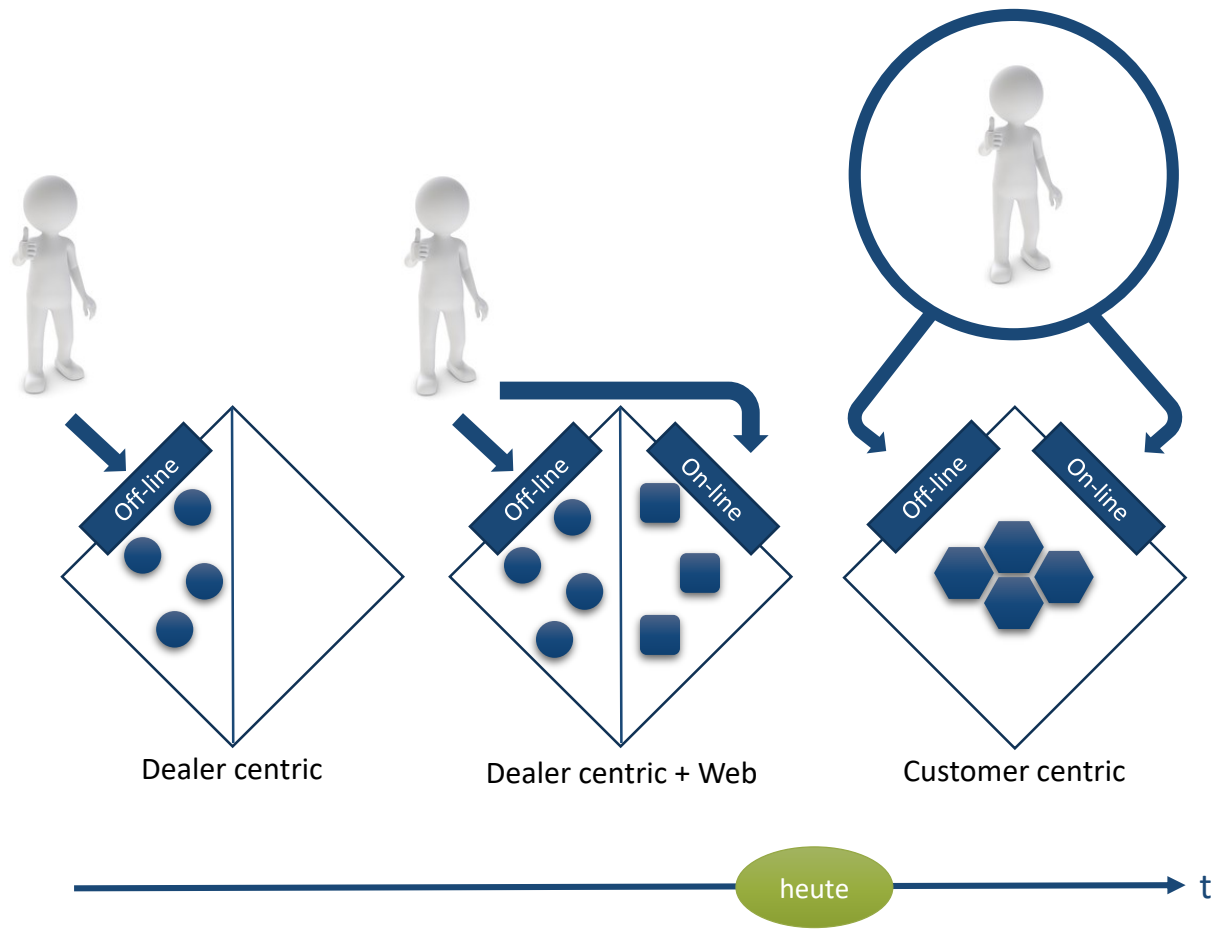 Off-line
Dealer centric
Off-line
On-line
Dealer centric + Web
Off-line
On-line
Customer centric
heute
t